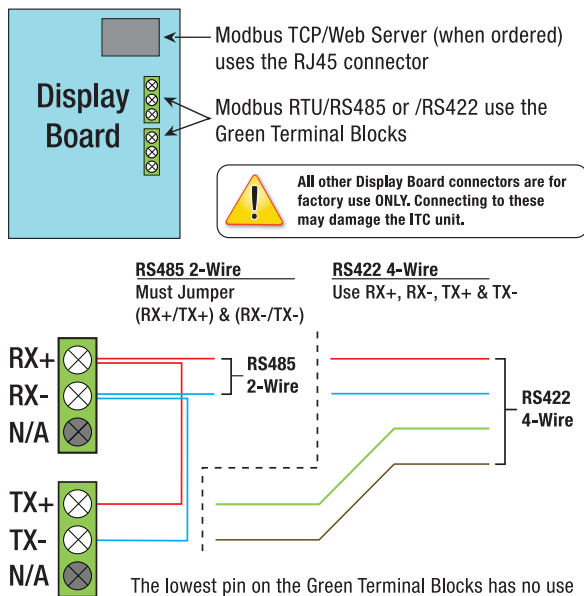 Modbus TCP/Web Server (when ordered)
uses the RJ45 connector
Display
Board
Modbus RTU/RS485 or /RS422 use the
Green Terminal Blocks
All other Display Board connectors are for
factory use ONLY. Connecting to these
may damage the ITC unit.
RS485 2-Wire
Must Jumper
(RX+/TX+) & (RX-/TX-)
RS422 4-Wire
Use RX+, RX-, TX+ & TX-
RX+
RX-
N/A
RS485
2-Wire
RS422
4-Wire
TX+
TX-
N/A
The lowest pin on the Green Terminal Blocks has no use